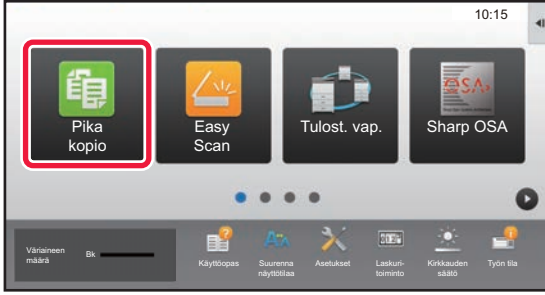 10:15
Pika
kopio
Easy
Scan
Tulost. vap.
OSA
Sharp OSA
Väriaineen
määrä
Bk
Käyttöopas
Suurenna
näyttötilaa
Asetukset
Laskuri-
toiminto
Kirkkauden
säätö
Työn tila